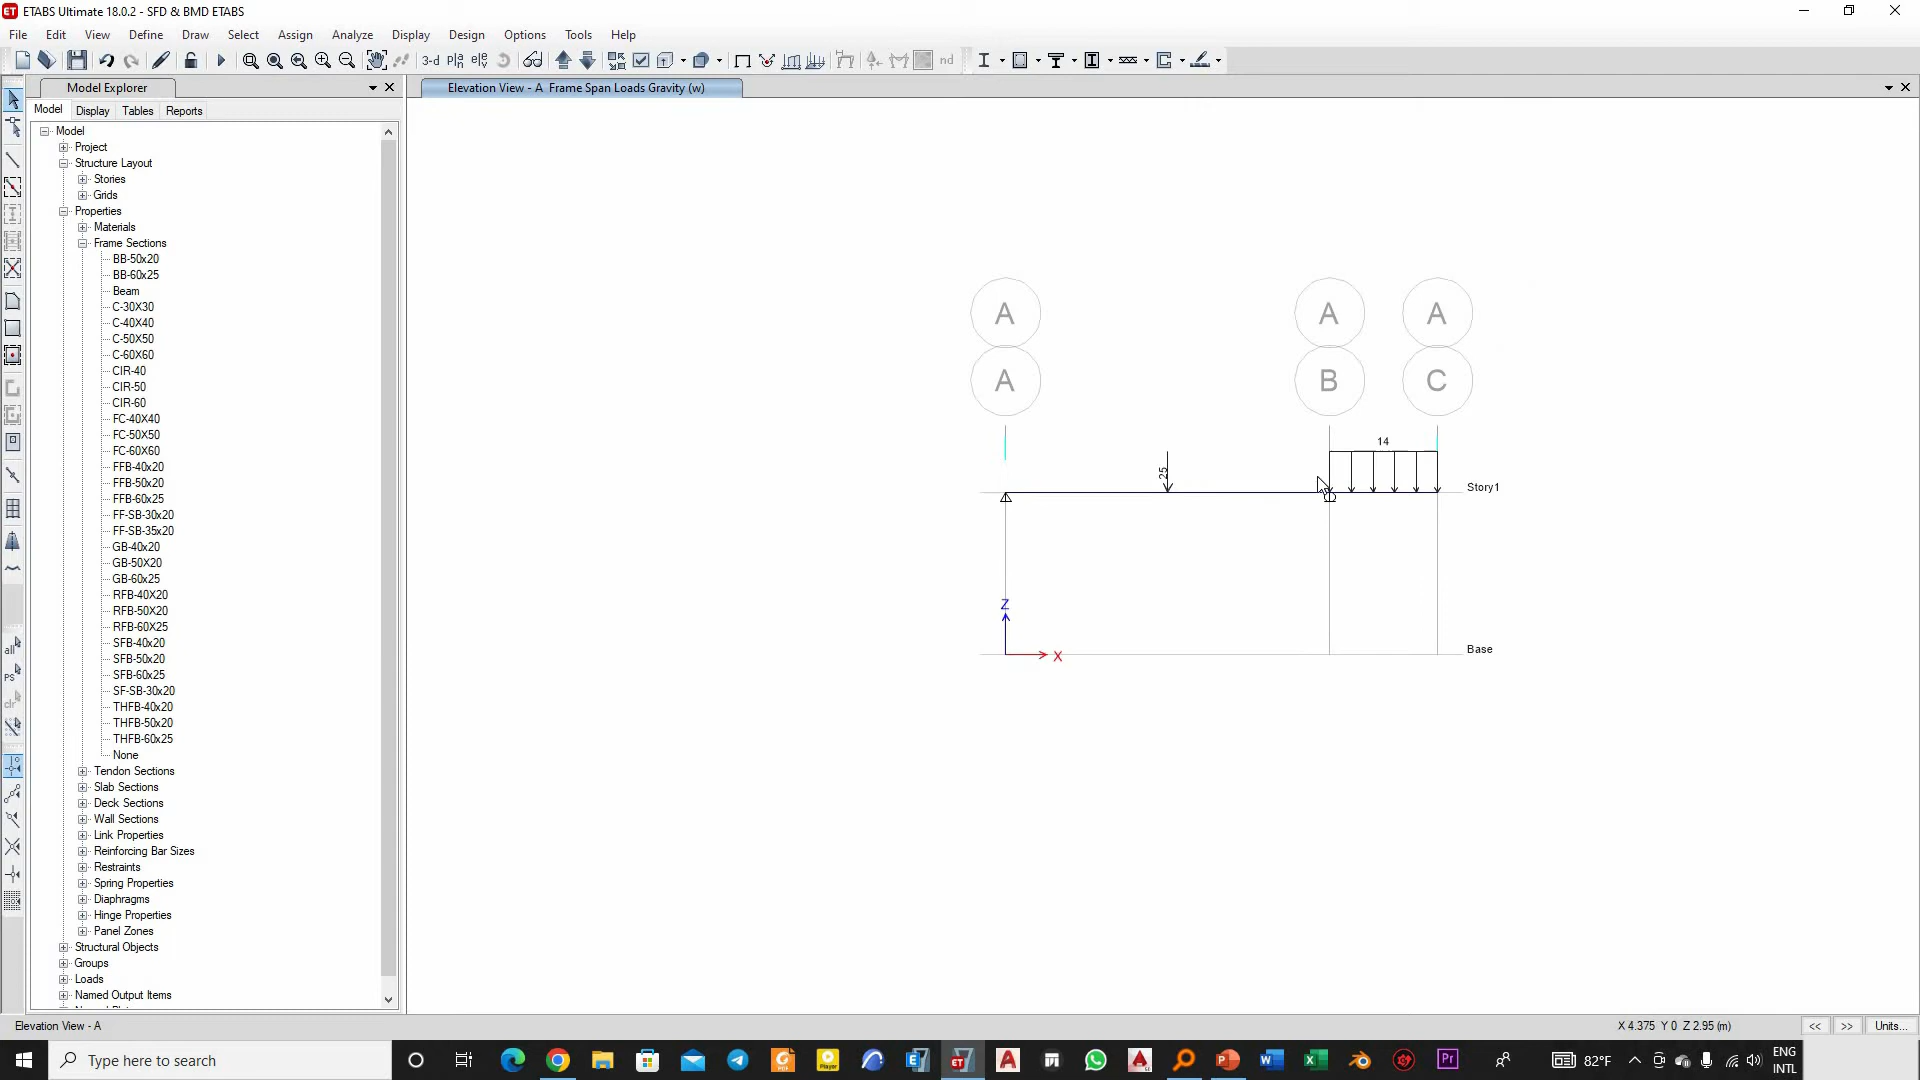 ETABS Ultimate 18.0.2 - SFD & BMD ETABS
File Edit View Define Draw Select Assign Analyze Display Design Options Tools Help
3-d nd
Model Explorer
Elevation View - A Frame Span Loads Gravity (w)
Model Display Tables Reports
Model
Project
Structure Layout
Stories
Grids
Properties
Materials
Frame Sections
BB-50x20
BB-60x25
Beam
C-30X30
C-40X40
C-50X50
C-60X60
CIR-40
CIR-50
CIR-60
FC-40X40
FC-50X50
FC-60X60
FFB-40x20
FFB-50x20
FFB-60x25
FF-SB-30x20
FF-SB-35x20
GB-40x20
GB-50X20
GB-60x25
RFB-40X20
RFB-50X20
RFB-60X25
SFB-40x20
SFB-50x20
SFB-60x25
SF-SB-30x20
THFB-40x20
THFB-50x20
THFB-60x25
None
Tendon Sections
Slab Sections
Deck Sections
Wall Sections
Link Properties
Reinforcing Bar Sizes
Restraints
Spring Properties
Diaphragms
Hinge Properties
Panel Zones
Structural Objects
Groups
Loads
Named Output Items
all
PS
clr
A A A
A B C
14
25
Story1
Z
X
Base
Elevation View - A
X 4.375 Y 0 Z 2.95 (m)
<< >> Units...
Type here to search
82°F
ENG
INTL